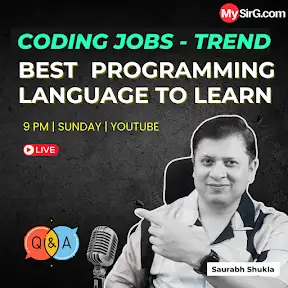 MySirG.com
CODING JOBS - TREND
BEST PROGRAMMING
LANGUAGE TO LEARN
9 PM | SUNDAY | YOUTUBE
LIVE
Q & A
Saurabh Shukla